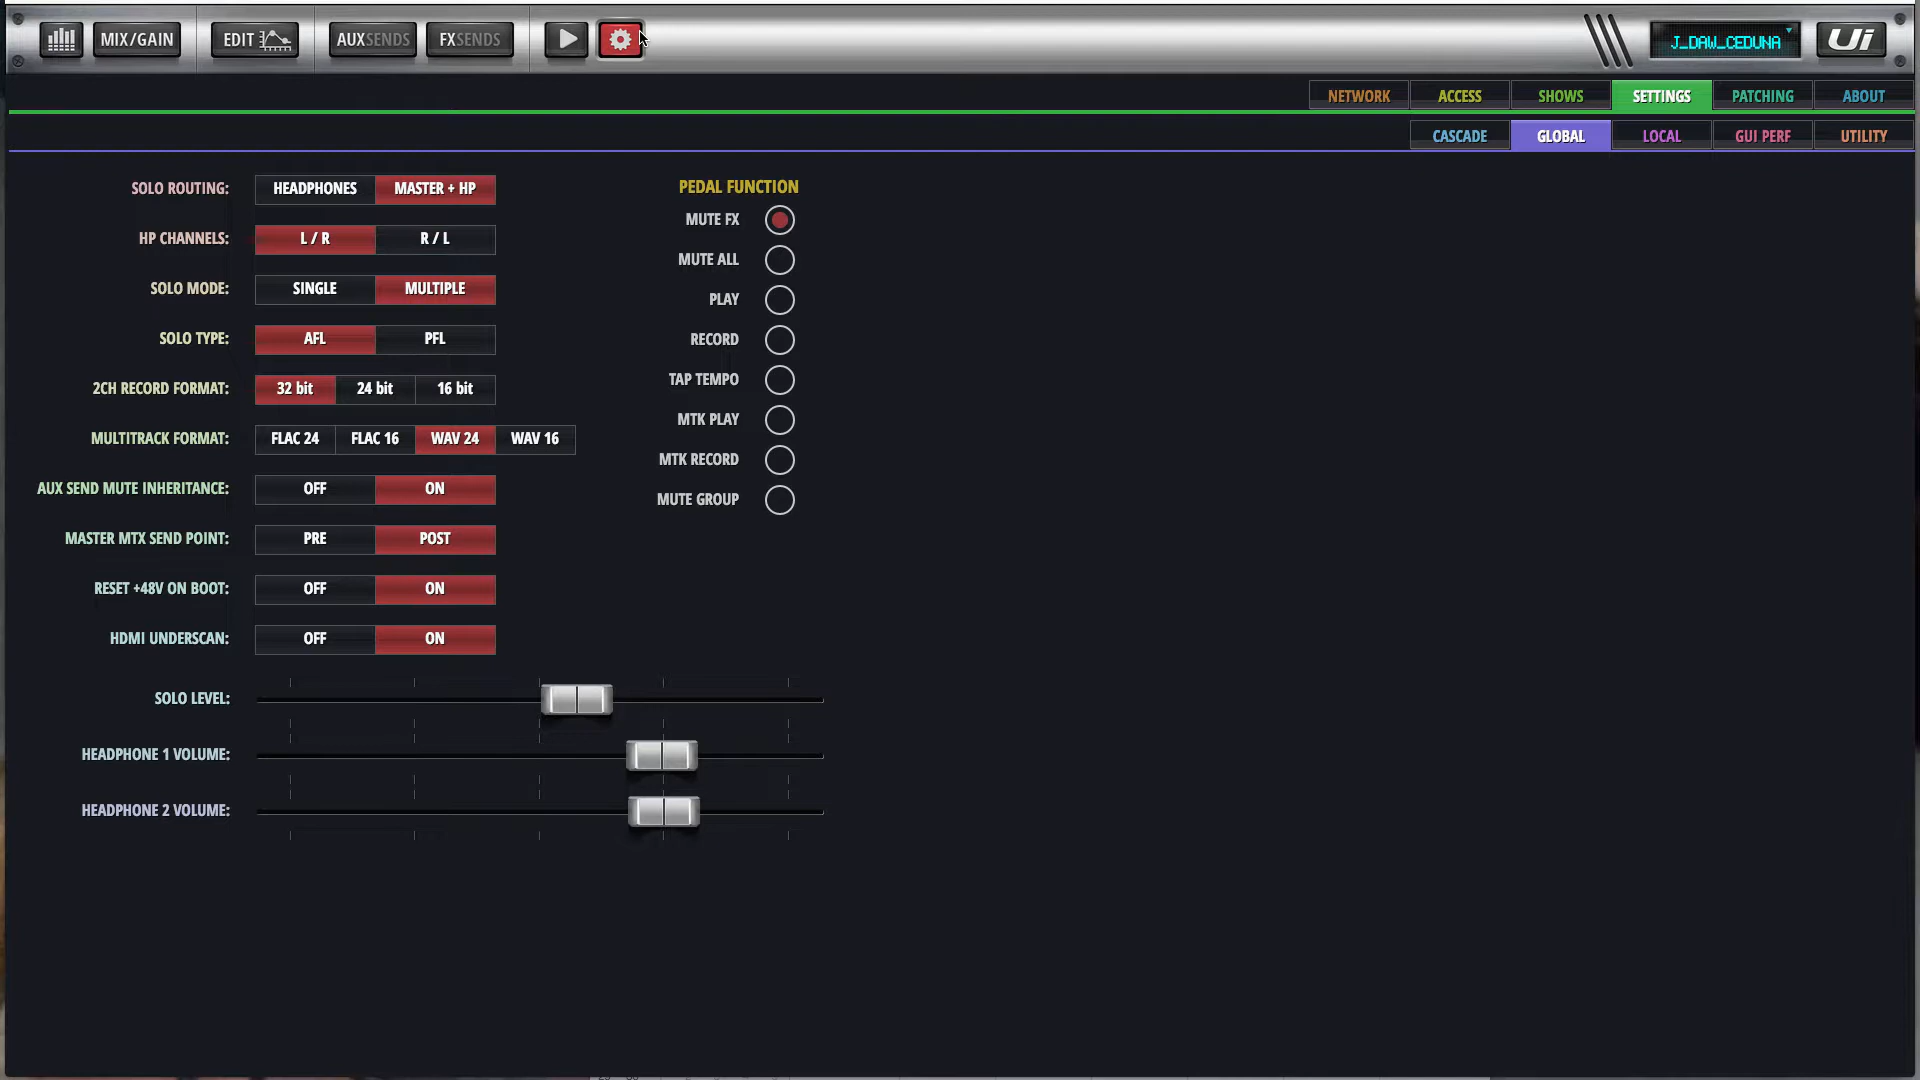 MIX/GAIN EDIT AUXSENDS FXSENDS J_DAW_CEDUNA Ui
NETWORK ACCESS SHOWS SETTINGS PATCHING ABOUT
CASCADE GLOBAL LOCAL GUI PERF UTILITY
SOLO ROUTING: HEADPHONES MASTER + HP
HP CHANNELS: L / R R / L
SOLO MODE: SINGLE MULTIPLE
SOLO TYPE: AFL PFL
2CH RECORD FORMAT: 32 bit 24 bit 16 bit
MULTITRACK FORMAT: FLAC 24 FLAC 16 WAV 24 WAV 16
AUX SEND MUTE INHERITANCE: OFF ON
MASTER MTX SEND POINT: PRE POST
RESET +48V ON BOOT: OFF ON
HDMI UNDERSCAN: OFF ON
SOLO LEVEL:
HEADPHONE 1 VOLUME:
HEADPHONE 2 VOLUME:
PEDAL FUNCTION
MUTE FX
MUTE ALL
PLAY
RECORD
TAP TEMPO
MTK PLAY
MTK RECORD
MUTE GROUP